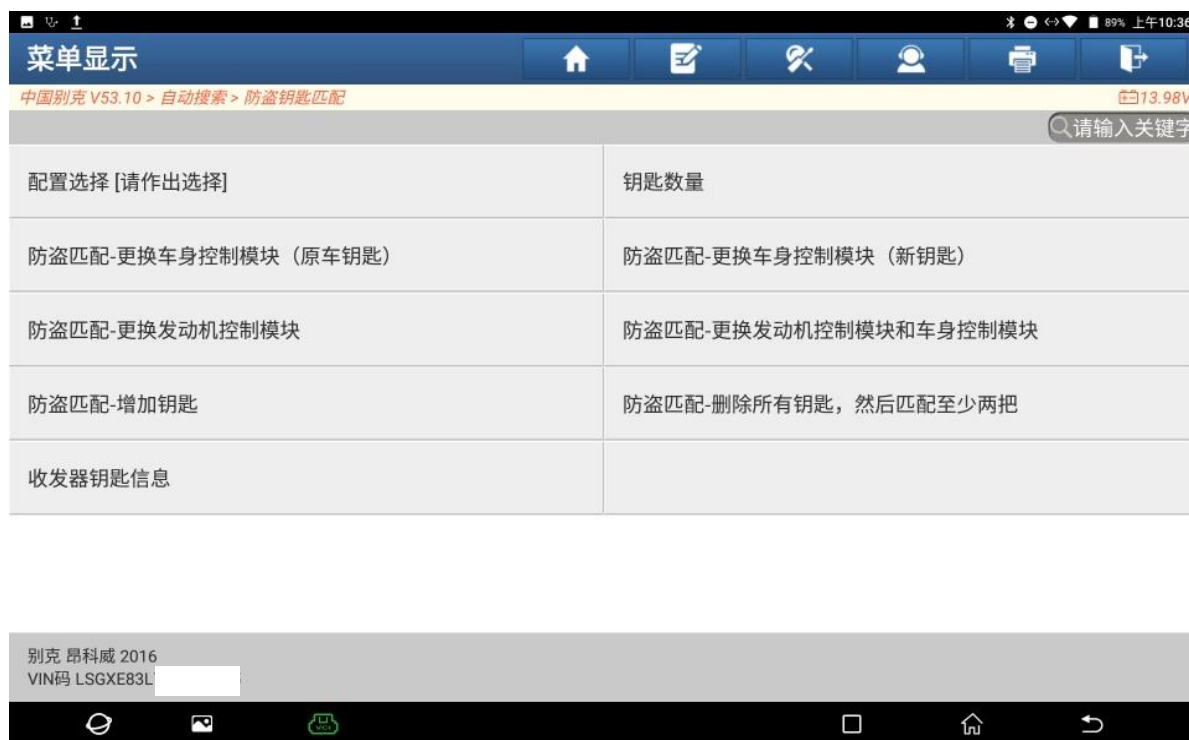 89% 上午10:36
菜单显示
中国别克 V53.10 > 自动搜索 > 防盗钥匙匹配
13.98V
请输入关键字
配置选择 [请作出选择]
钥匙数量
防盗匹配-更换车身控制模块（原车钥匙）
防盗匹配-更换车身控制模块（新钥匙）
防盗匹配-更换发动机控制模块
防盗匹配-更换发动机控制模块和车身控制模块
防盗匹配-增加钥匙
防盗匹配-删除所有钥匙，然后匹配至少两把
收发器钥匙信息
别克 昂科威 2016
VIN码 LSGXE83L
VCI